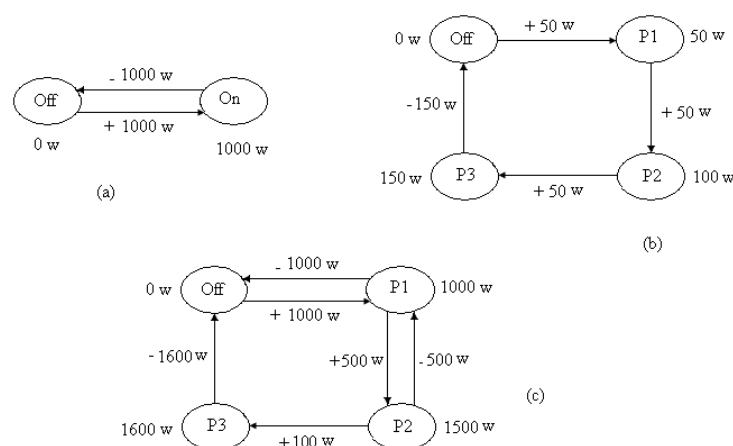 + 50 w
0 w
Off
P1
50 w
- 1000 w
Off
On
+ 1000 w
0 w
1000 w
(a)
-150 w
+ 50 w
150 w
P3
P2
100 w
+ 50 w
(b)
- 1000 w
0 w
Off
P1
1000 w
+ 1000 w
- 1600 w
+500 w
- 500 w
(c)
1600 w
P3
P2
1500 w
+100 w